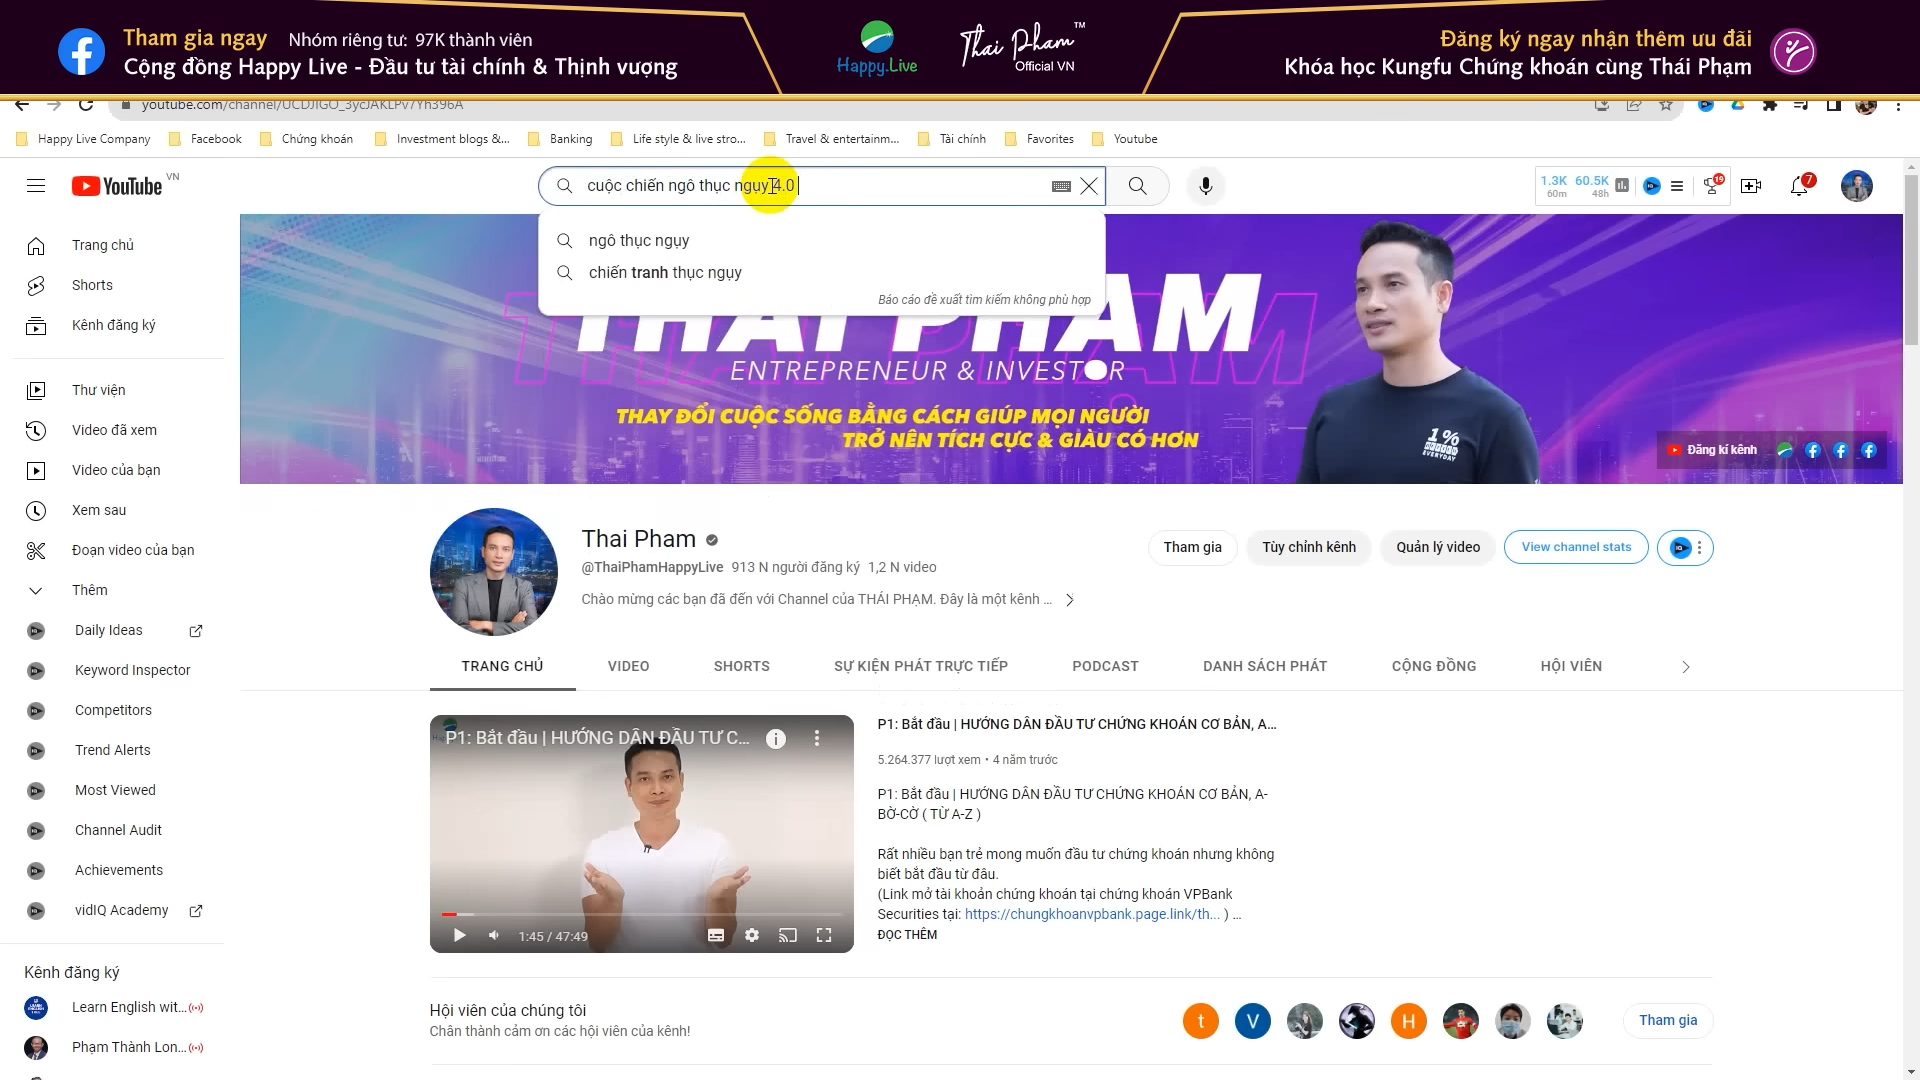 Tham gia ngay Nhóm riêng tư: 97K thành viên
Cộng đồng Happy Live - Đầu tư tài chính & Thịnh vượng
Happy.Live
Thai Pham™
Official VN
Đăng ký ngay nhận thêm ưu đãi
Khóa học Kungfu Chứng khoán cùng Thái Phạm
youtube.com/channel/UCDJIGO_3ycJAKLPv7Yh396A
Happy Live Company
Facebook
Chứng khoán
Investment blogs &...
Banking
Life style & live stro...
Travel & entertainm...
Tài chính
Favorites
Youtube
YouTube VN
cuộc chiến ngô thục ngụy 4.0
1.3K 60.5K
60m 48h
19
7
ngô thục ngụy
chiến tranh thục ngụy
Báo cáo đề xuất tìm kiếm không phù hợp
THAI PHAM
ENTREPRENEUR & INVESTOR
THAY ĐỔI CUỘC SỐNG BẰNG CÁCH GIÚP MỌI NGƯỜI
TRỞ NÊN TÍCH CỰC & GIÀU CÓ HƠN
1%
EVERYDAY
Đăng kí kênh
Trang chủ
Shorts
Kênh đăng ký
Thư viện
Video đã xem
Video của bạn
Xem sau
Đoạn video của bạn
Thêm
Daily Ideas
Keyword Inspector
Competitors
Trend Alerts
Most Viewed
Channel Audit
Achievements
vidIQ Academy
Kênh đăng ký
Learn English wit...
Phạm Thành Lon...
Thai Pham
@ThaiPhamHappyLive 913 N người đăng ký 1,2 N video
Chào mừng các bạn đã đến với Channel của THÁI PHẠM. Đây là một kênh ...
Tham gia
Tùy chỉnh kênh
Quản lý video
View channel stats
TRANG CHỦ
VIDEO
SHORTS
SỰ KIỆN PHÁT TRỰC TIẾP
PODCAST
DANH SÁCH PHÁT
CỘNG ĐỒNG
HỘI VIÊN
P1: Bắt đầu | HƯỚNG DẪN ĐẦU TƯ C...
1:45 / 47:49
P1: Bắt đầu | HƯỚNG DẪN ĐẦU TƯ CHỨNG KHOÁN CƠ BẢN, A...
5.264.377 lượt xem • 4 năm trước
P1: Bắt đầu | HƯỚNG DẪN ĐẦU TƯ CHỨNG KHOÁN CƠ BẢN, A-
BỜ-CỜ ( TỪ A-Z )
Rất nhiều bạn trẻ mong muốn đầu tư chứng khoán nhưng không
biết bắt đầu từ đâu.
(Link mở tài khoản chứng khoán tại chứng khoán VPBank
Securities tại: https://chungkhoanvpbank.page.link/th... ) ...
ĐỌC THÊM
Hội viên của chúng tôi
Chân thành cảm ơn các hội viên của kênh!
t
V
H
Tham gia